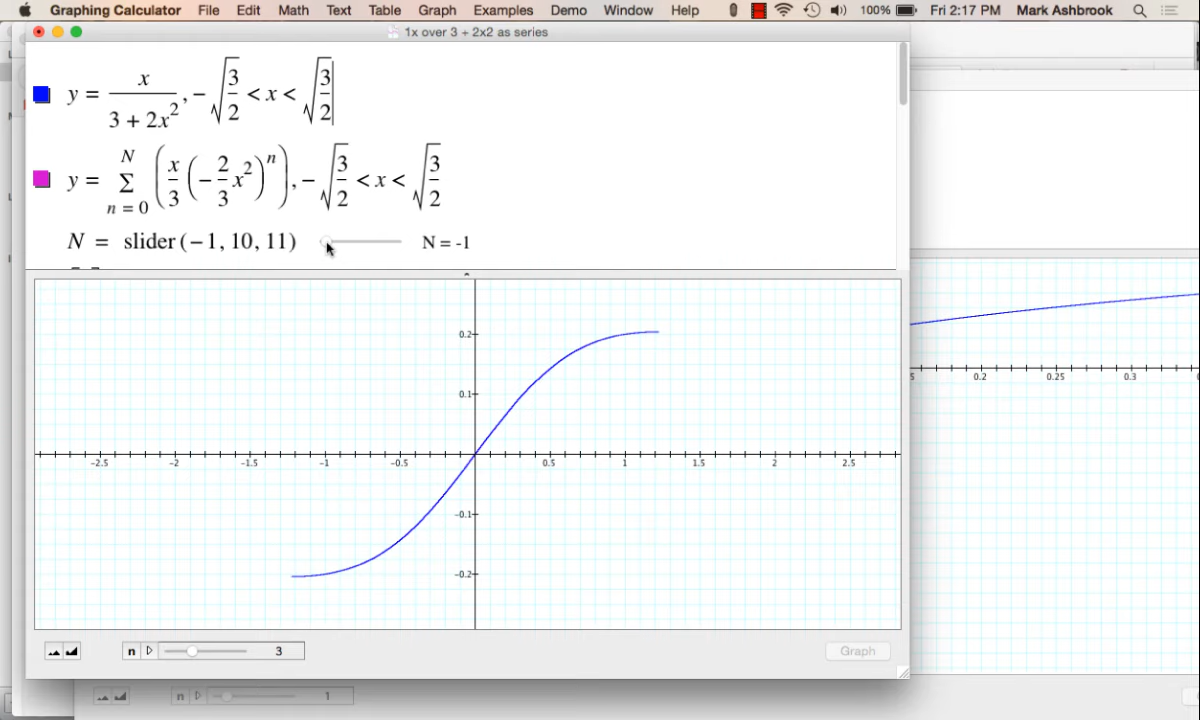 Graphing Calculator File Edit Math Text Table Graph Examples Demo Window Help 100% Fri 2:17 PM Mark Ashbrook
1x over 3 + 2x2 as series
y = x / (3 + 2x²), −√(3/2) < x < √(3/2)
y = Σ n = 0 N (x/3 (−2/3 x²)ⁿ), −√(3/2) < x < √(3/2)
N = slider (−1, 10, 11) N = -1
0.2
0.1
-2.5 -2 -1.5 -1 -0.5 0.5 1 1.5 2 2.5
-0.1
-0.2
5 0.2 0.25 0.3
n 3 Graph
n 1